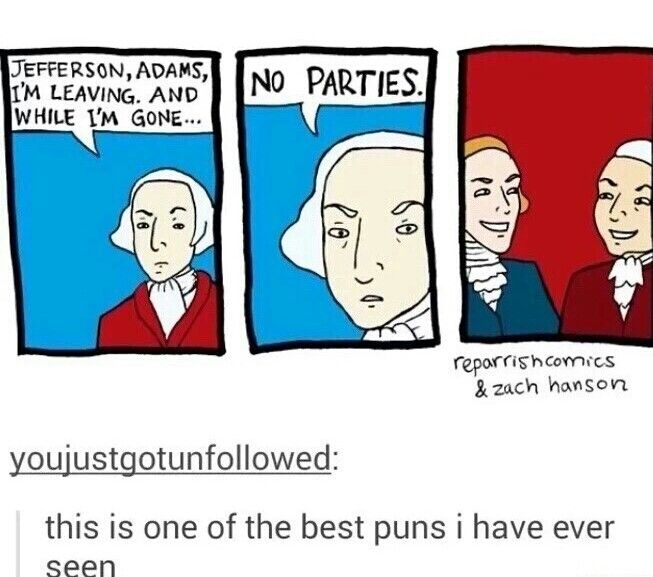 JEFFERSON, ADAMS,
I'M LEAVING. AND
WHILE I'M GONE...
NO PARTIES.
reparrishcomics
& zach hanson
youjustgotunfollowed:
this is one of the best puns i have ever
seen